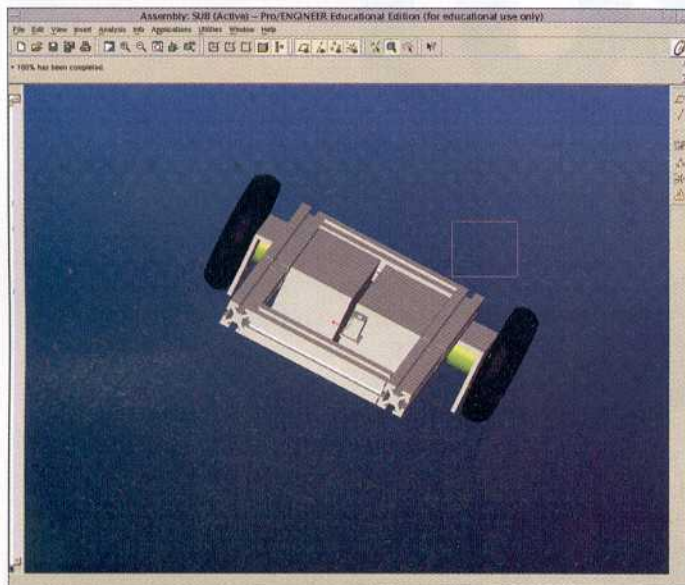 Assembly: SUB (Active) – Pro/ENGINEER Educational Edition (for educational use only)
File Edit View Insert Analysis Info Applications Utilities Window Help
• 100% has been completed.